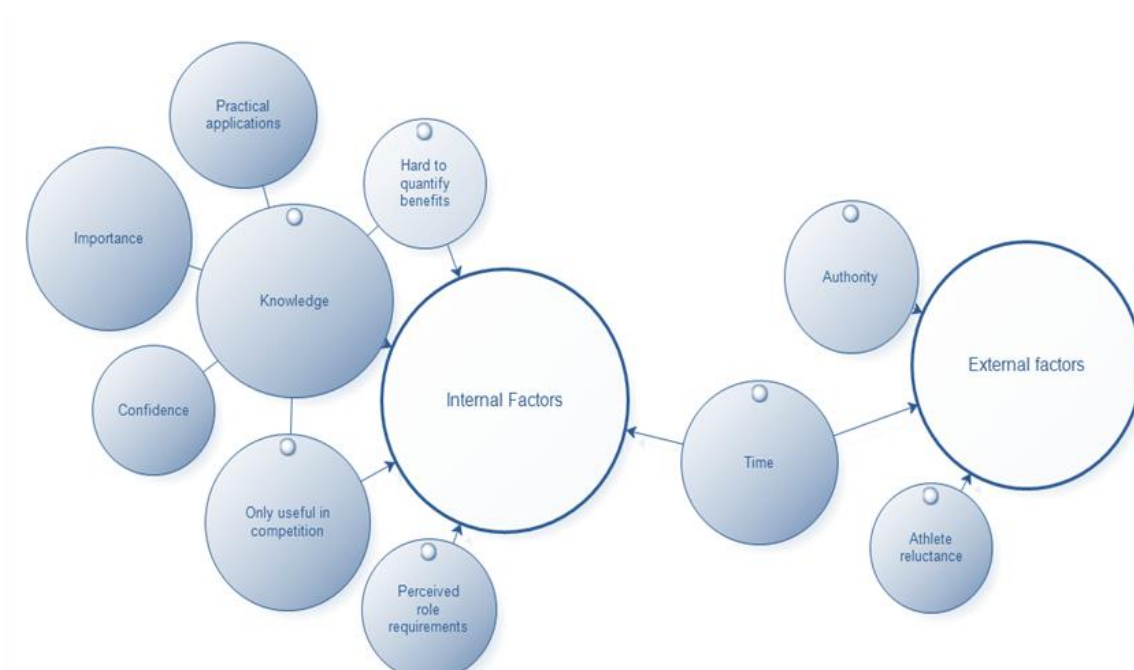 Practical
applications
Hard to
quantify
benefits
Importance
Knowledge
Authority
External factors
Internal Factors
Confidence
Time
Only useful in
competition
Athlete
reluctance
Perceived
role
requirements